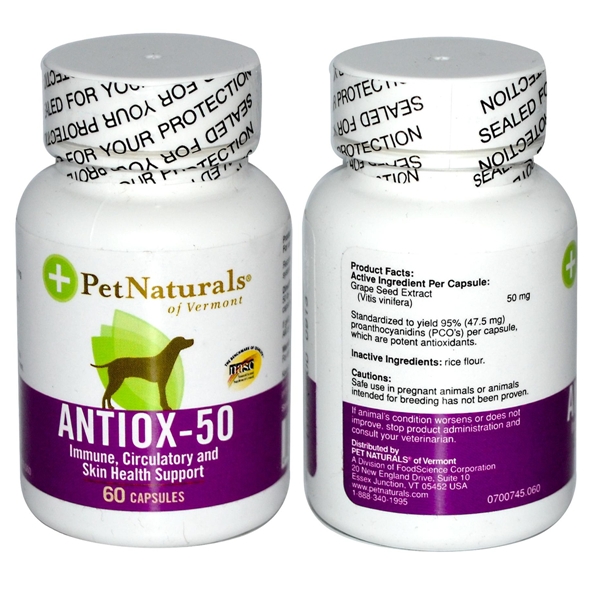 SEALED FOR YOUR PROTECTION
PetNaturals®
of Vermont
nasc
ANTIOX-50
Immune, Circulatory and
Skin Health Support
60 CAPSULES
PROTECTION
SEALED FOR
Product Facts:
Active Ingredient Per Capsule:
Grape Seed Extract
(Vitis vinifera) 50 mg
Standardized to yield 95% (47.5 mg)
proanthocyanidins (PCO's) per capsule,
which are potent antioxidants.
Inactive Ingredients: rice flour.
Cautions:
Safe use in pregnant animals or animals
intended for breeding has not been proven.
If animal's condition worsens or does not
improve, stop product administration and
consult your veterinarian.
Distributed by
PET NATURALS® of Vermont
A Division of FoodScience Corporation
20 New England Drive, Suite 10
Essex Junction, VT 05452 USA
www.petnaturals.com
1-888 340-1995
0700745.060